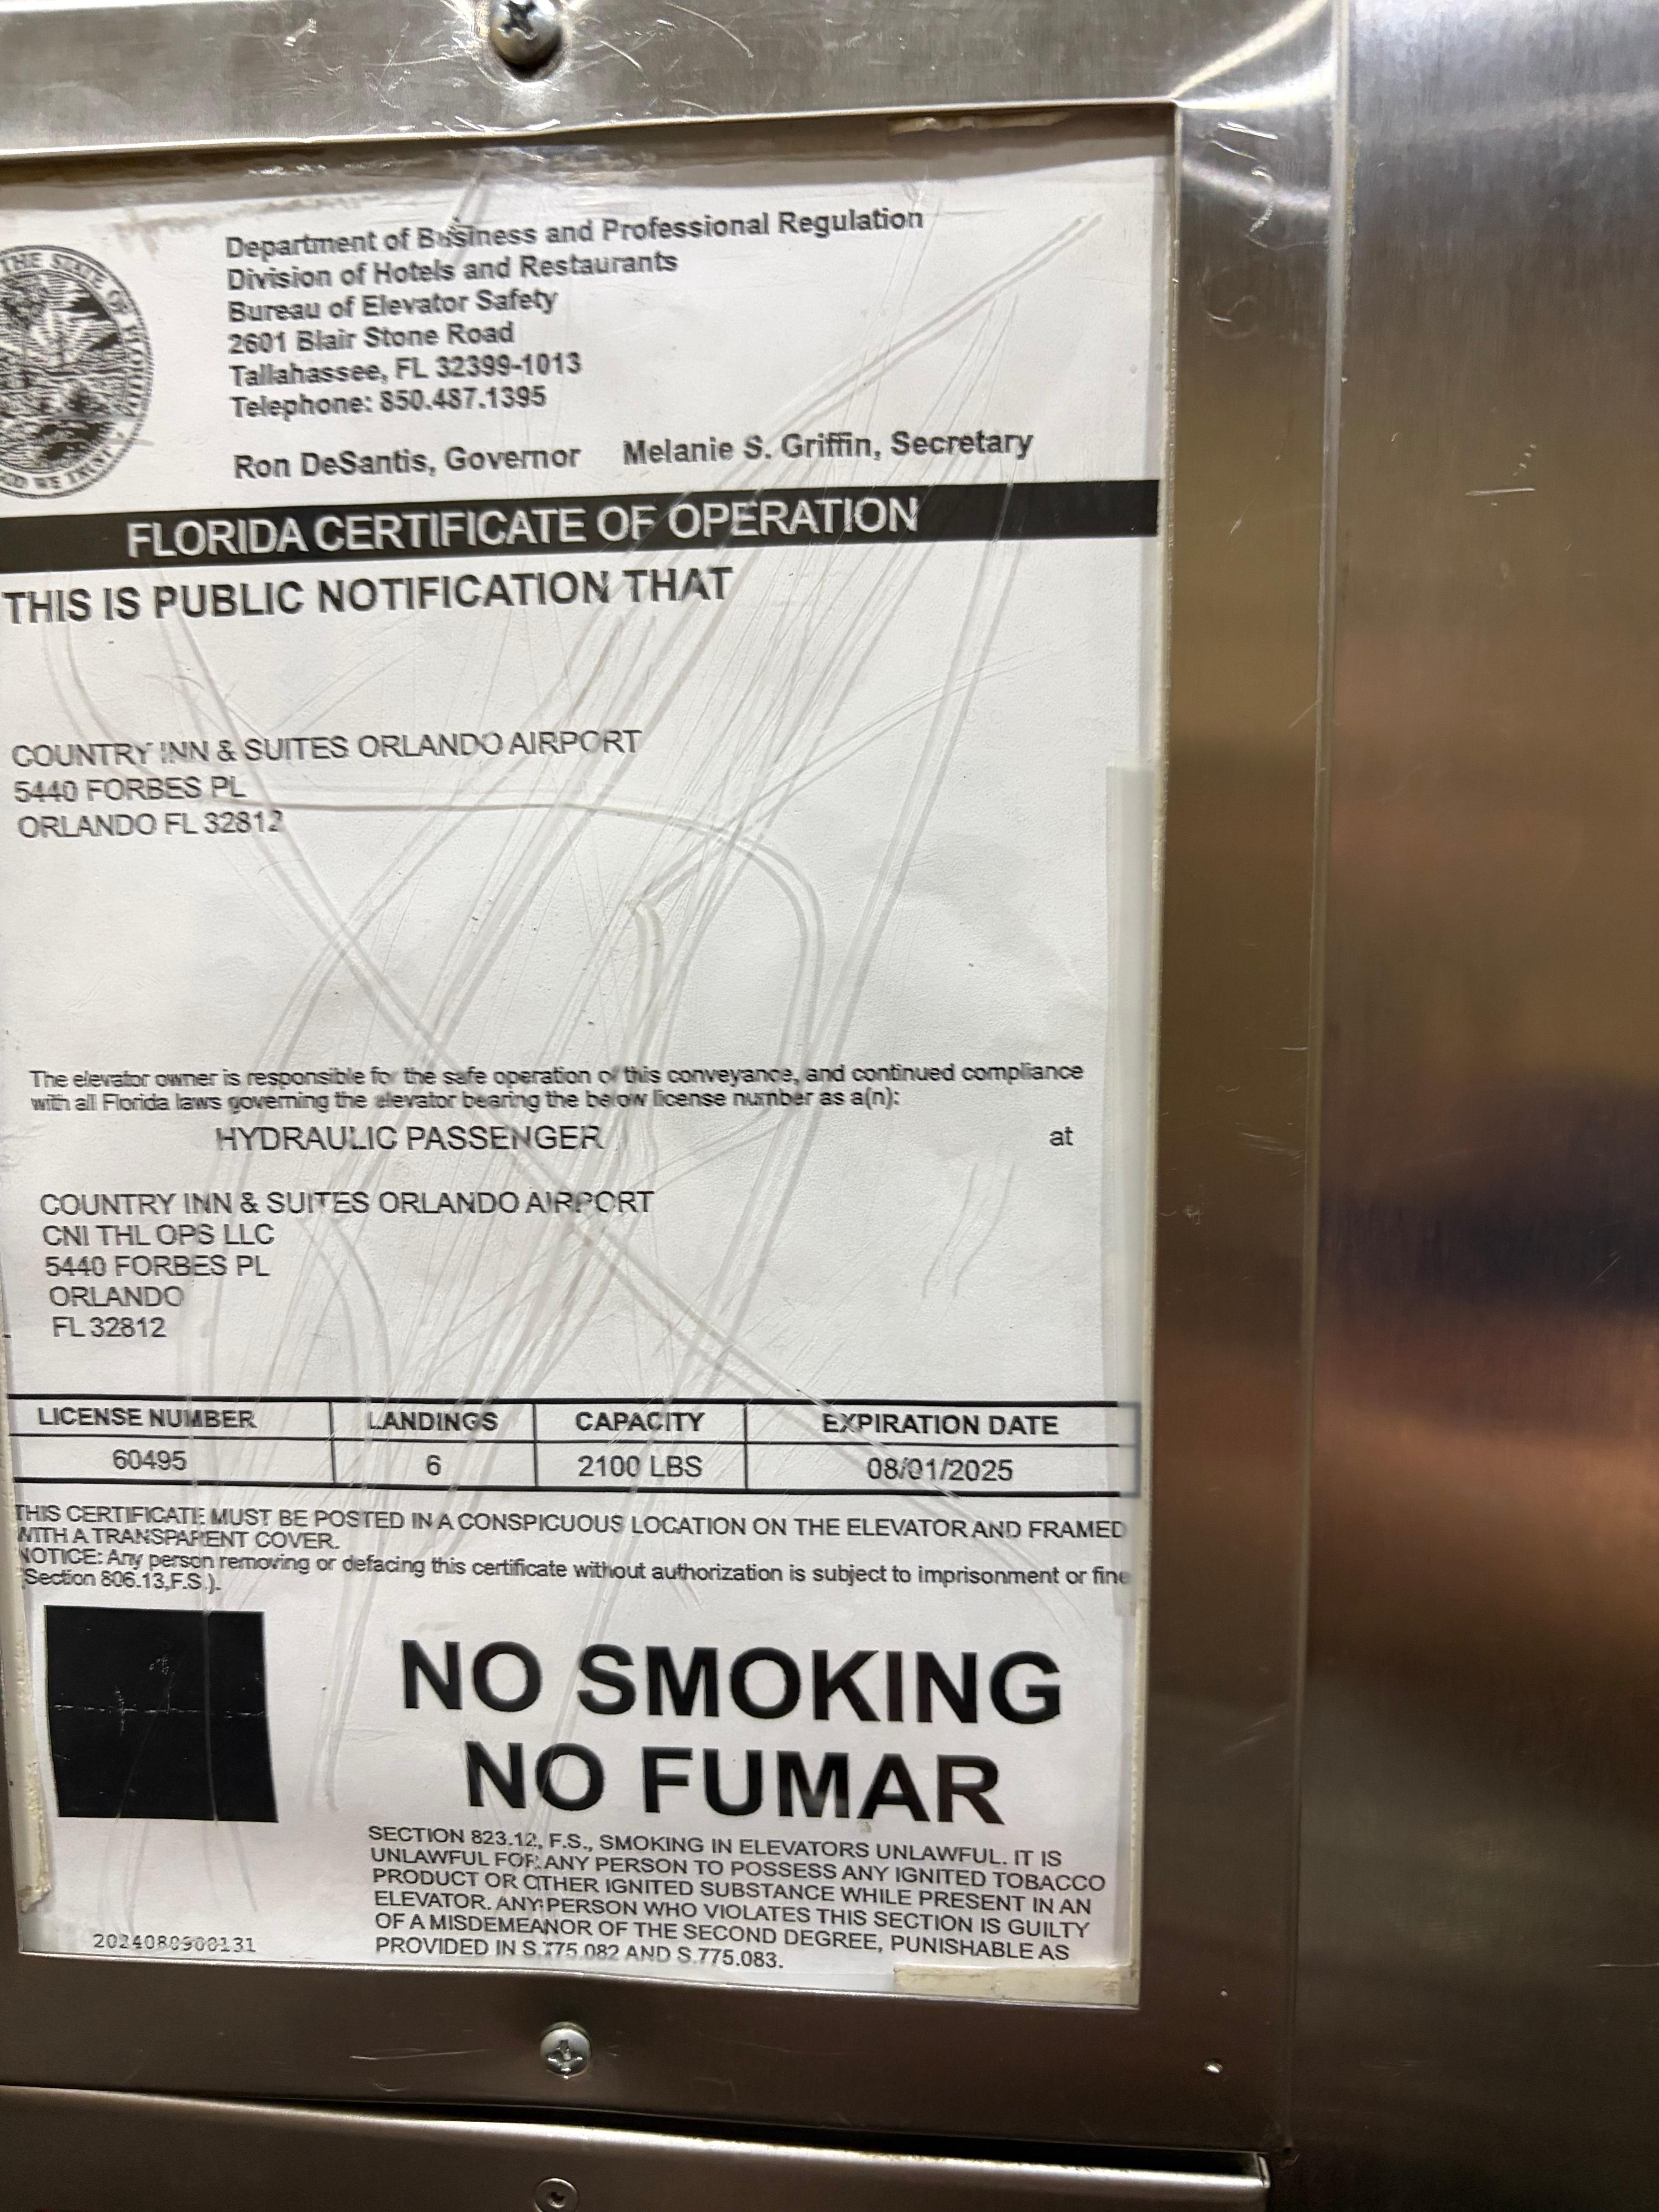 THE STATE OF FLORIDA
GOD WE TRUST
Department of Business and Professional Regulation
Division of Hotels and Restaurants
Bureau of Elevator Safety
2601 Blair Stone Road
Tallahassee, FL 32399-1013
Telephone: 850.487.1395
Ron DeSantis, Governor Melanie S. Griffin, Secretary
FLORIDA CERTIFICATE OF OPERATION
THIS IS PUBLIC NOTIFICATION THAT
COUNTRY INN & SUITES ORLANDO AIRPORT
5440 FORBES PL
ORLANDO FL 32812
The elevator owner is responsible for the safe operation of this conveyance, and continued compliance
with all Florida laws governing the elevator bearing the below license number as a(n):
HYDRAULIC PASSENGER at
COUNTRY INN & SUITES ORLANDO AIRPORT
CNI THL OPS LLC
5440 FORBES PL
ORLANDO
FL 32812
LICENSE NUMBER LANDINGS CAPACITY EXPIRATION DATE
60495 6 2100 LBS 08/01/2025
THIS CERTIFICATE MUST BE POSTED IN A CONSPICUOUS LOCATION ON THE ELEVATOR AND FRAMED
WITH A TRANSPARENT COVER.
NOTICE: Any person removing or defacing this certificate without authorization is subject to imprisonment or fine
(Section 806.13,F.S.).
NO SMOKING
NO FUMAR
SECTION 823.12, F.S., SMOKING IN ELEVATORS UNLAWFUL. IT IS
UNLAWFUL FOR ANY PERSON TO POSSESS ANY IGNITED TOBACCO
PRODUCT OR OTHER IGNITED SUBSTANCE WHILE PRESENT IN AN
ELEVATOR. ANY PERSON WHO VIOLATES THIS SECTION IS GUILTY
OF A MISDEMEANOR OF THE SECOND DEGREE, PUNISHABLE AS
PROVIDED IN S.775.082 AND S.775.083.